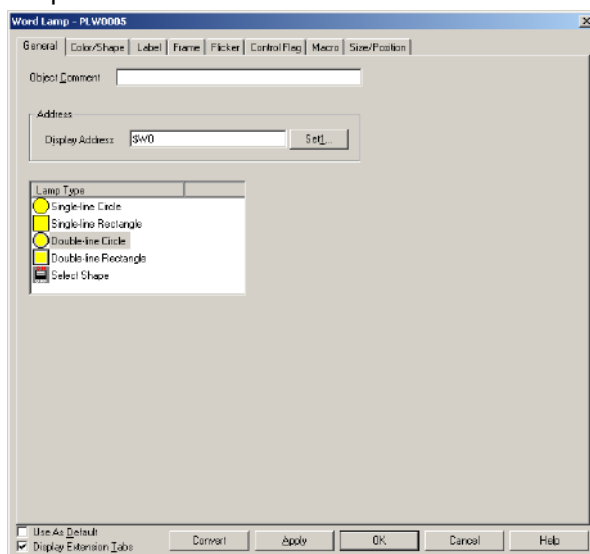 Word Lamp - PLW0005
General Color/Shape Label Frame Flicker Control Flag Macro Size/Position
Object Comment
Address
Display Address $W0 Set1...
Lamp Type
Single-line Circle
Single-line Rectangle
Double-line Circle
Double-line Rectangle
Select Shape
Use As Default
Display Extension Tabs Convert Apply OK Cancel Help